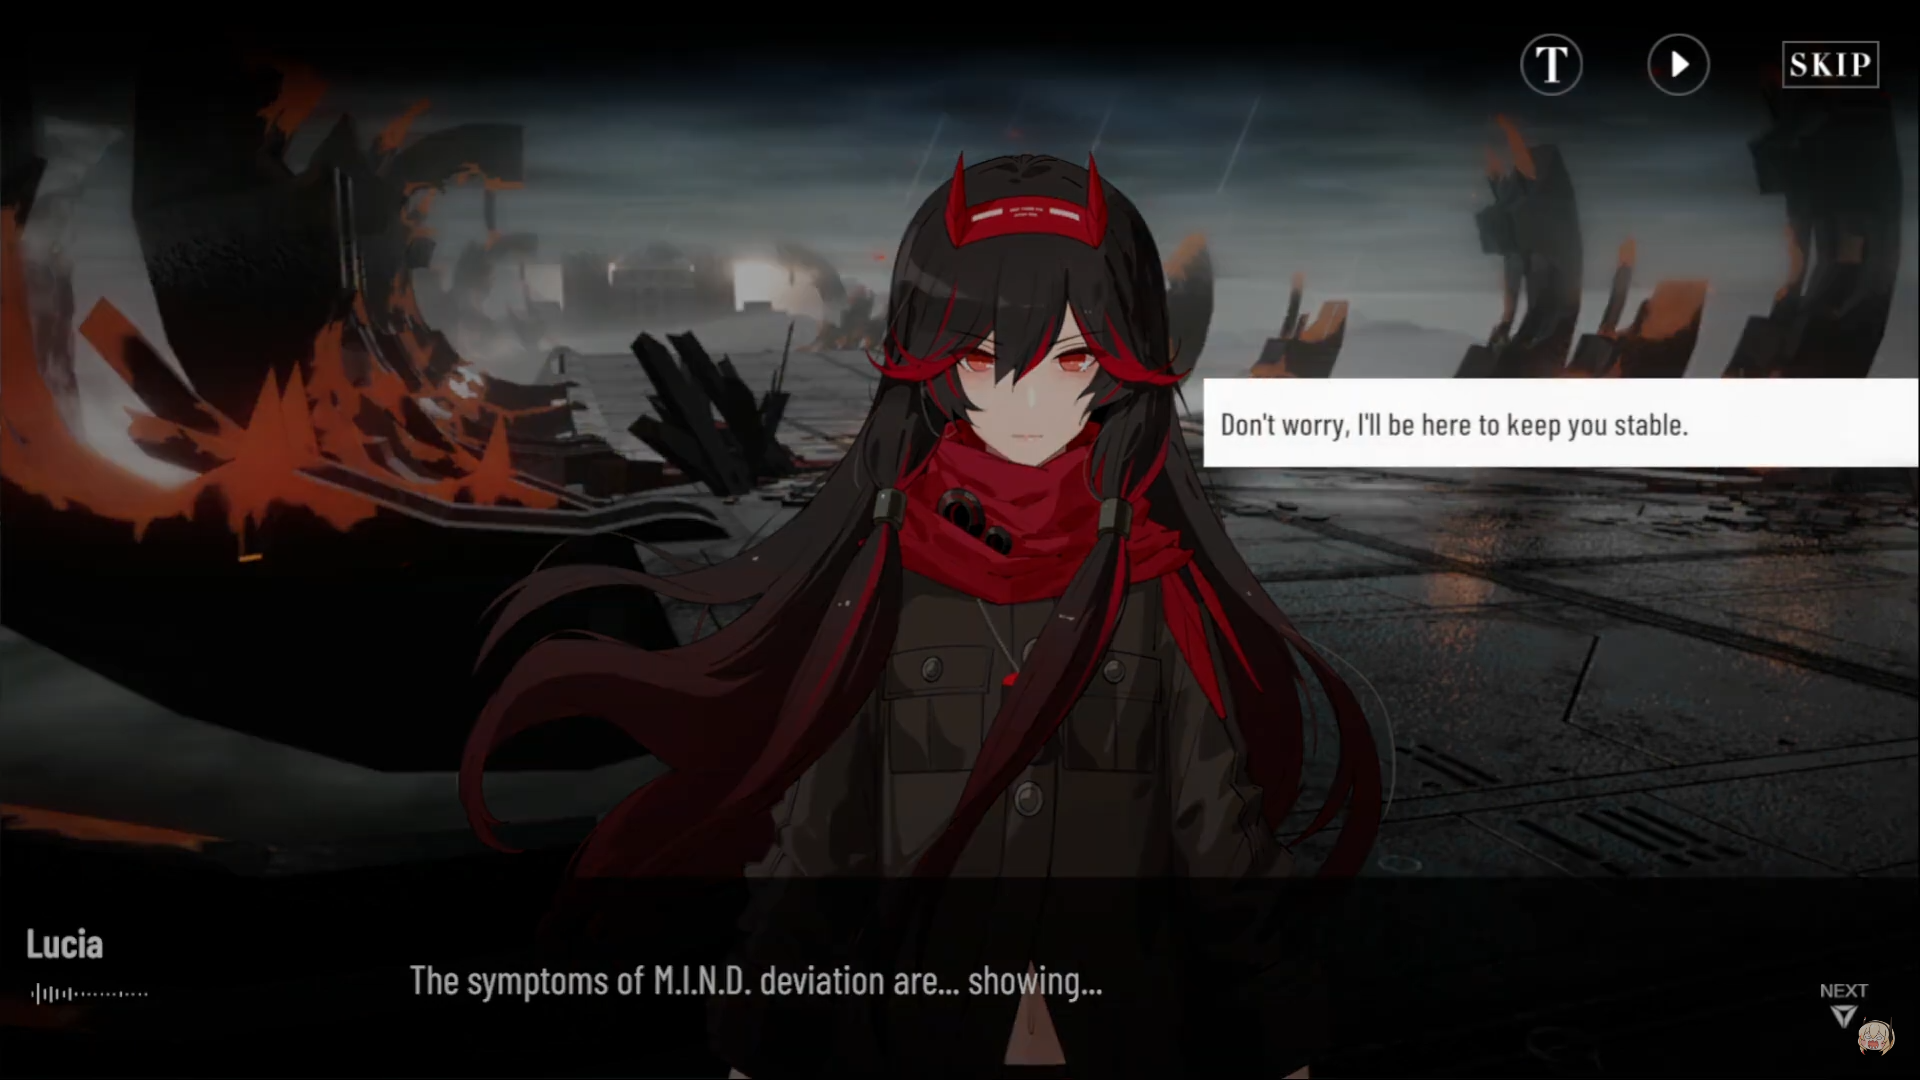 T
SKIP
Don't worry, I'll be here to keep you stable.
Lucia
The symptoms of M.I.N.D. deviation are... showing...
NEXT